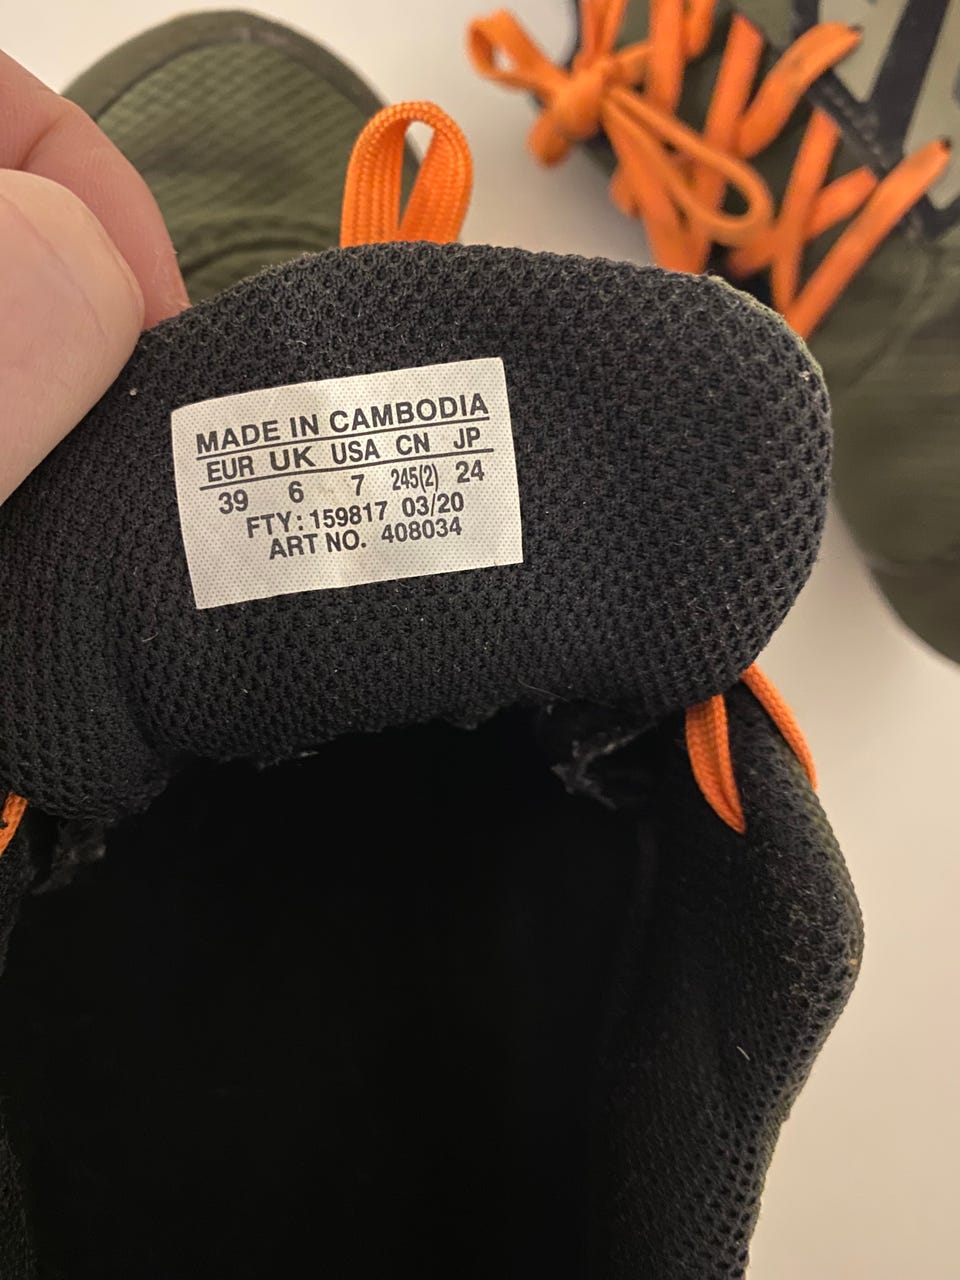 MADE IN CAMBODIA
EUR UK USA CN JP
39 6 7 245(2) 24
FTY: 159817 03/20
ART NO. 408034